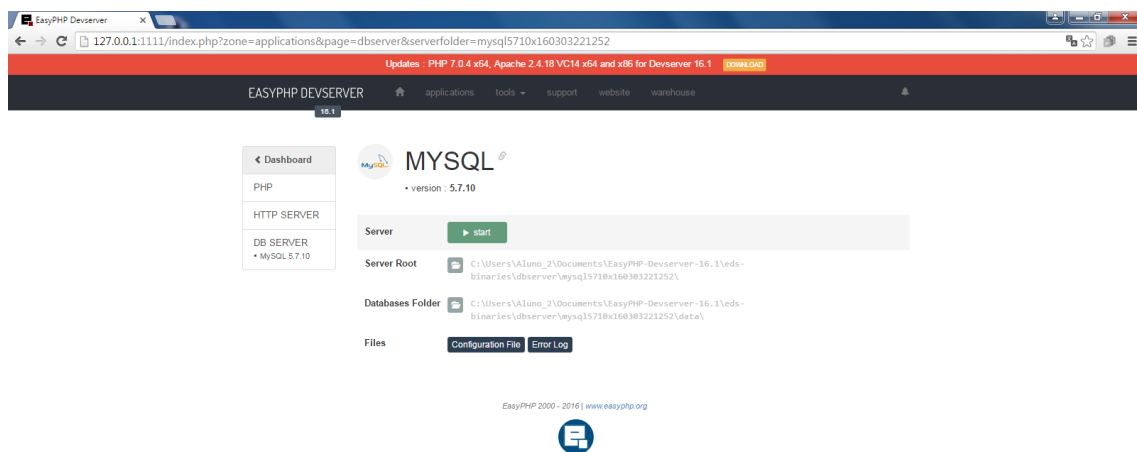 EasyPHP Devserver
127.0.0.1:1111/index.php?zone=applications&page=dbserver&serverfolder=mysql5710x160303221252
Updates : PHP 7.0.4 x64, Apache 2.4.18 VC14 x64 and x86 for Devserver 16.1 DOWNLOAD
EASYPHP DEVSERVER applications tools support website warehouse
16.1
Dashboard
PHP
HTTP SERVER
DB SERVER
• MySQL 5.7.10
MySQL MYSQL
• version : 5.7.10
Server start
Server Root C:\Users\Aluno_2\Documents\EasyPHP-Devserver-16.1\eds-
binaries\dbserver\mysql5710x160303221252\
Databases Folder C:\Users\Aluno_2\Documents\EasyPHP-Devserver-16.1\eds-
binaries\dbserver\mysql5710x160303221252\data\
Files Configuration File Error Log
EasyPHP 2000 - 2016 | www.easyphp.org